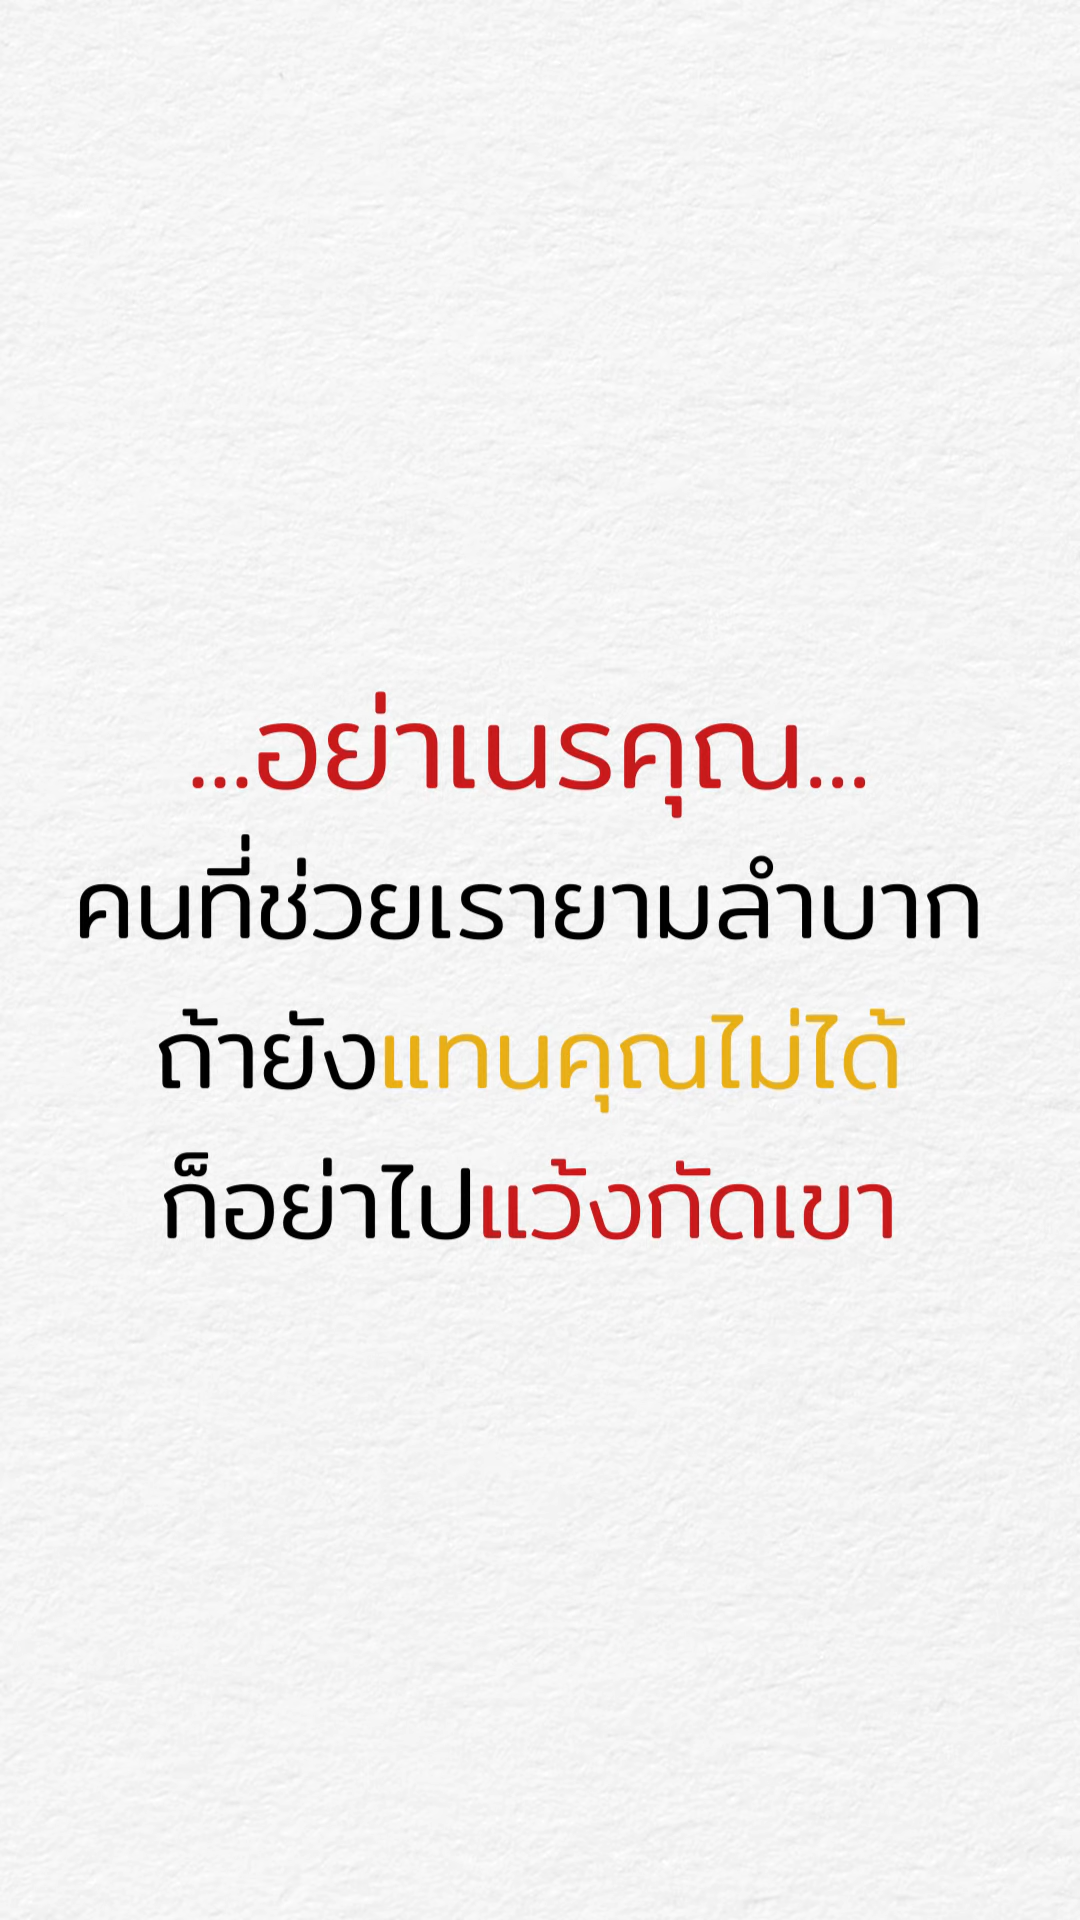 ...อย่าเนรคุณ...
คนที่ช่วยเรายามลำบาก
ถ้ายังแทนคุณไม่ได้
ก็อย่าไปแว้งกัดเขา